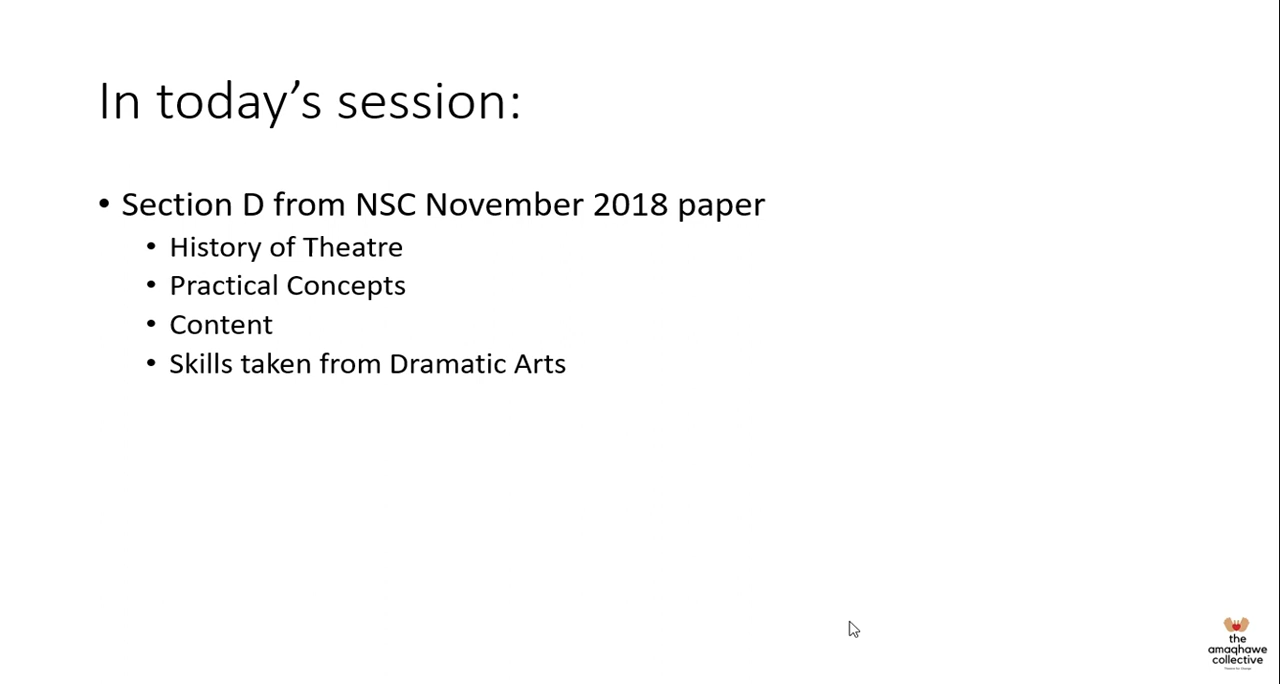 In today's session:
• Section D from NSC November 2018 paper
• History of Theatre
• Practical Concepts
• Content
• Skills taken from Dramatic Arts
the
amaqhawe
collective